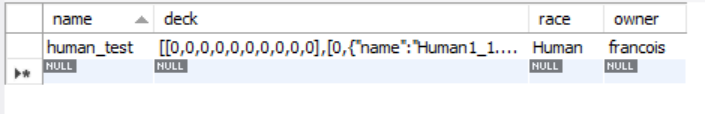 name deck race owner
human_test [[0,0,0,0,0,0,0,0,0,0],[0,{"name":"Human1_1.... Human francois
NULL NULL NULL NULL